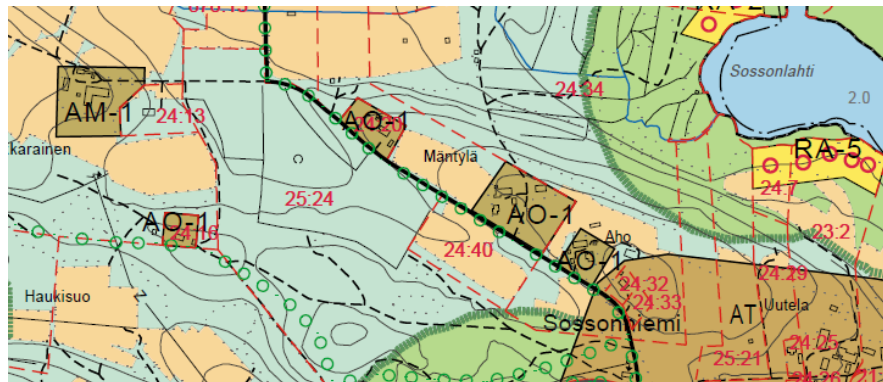 Sossonlahti
2.0
24:34
AM-1
24:13
AO-1
24:20
karainen
Mäntylä
RA-5
24:7
25:24
AO-1
AO-1
24:16
24:40
Aho
23:2
AO-1
24:29
24:32
24:33
Haukisuo
Sossonniemi
AT
Uutela
24:25
25:21